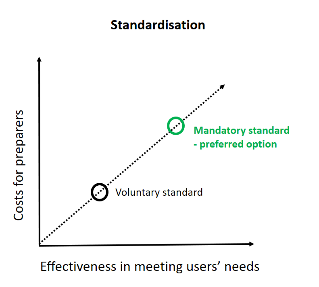 Standardisation
Costs for preparers
Mandatory standard
- preferred option
Voluntary standard
Effectiveness in meeting users' needs